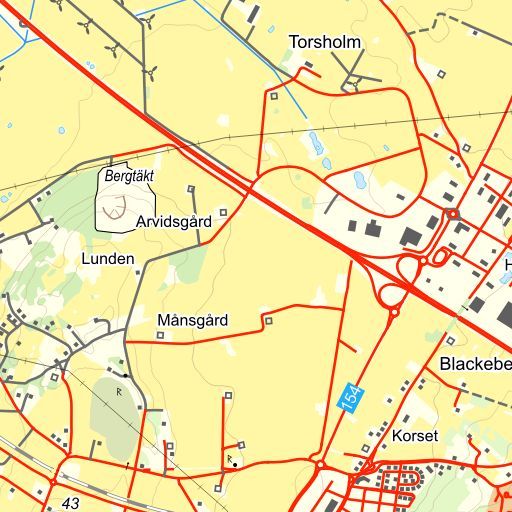 Torsholm
Bergtäkt
Arvidsgård
Lunden
H
Månsgård
Blackebe
154
Korset
R
R
43